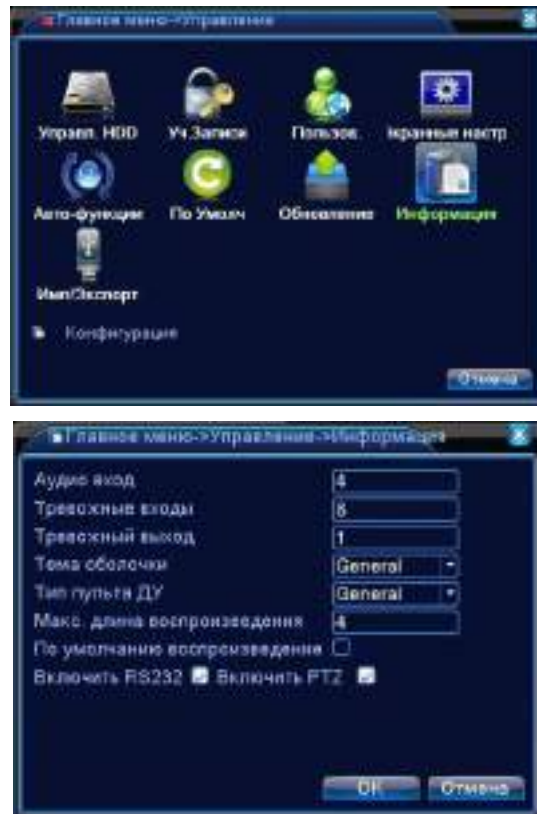 Главное меню->Управление
Управл. HDD
Уч.Записи
Пользов.
кранные настр
Авто-функции
По Умолч
Обновление
Информация
Имп/Экспорт
Конфигурация
Отмена
Главное меню->Управление->Информация
Аудио вход 4
Тревожные входы 8
Тревожный выход 1
Тема оболочки General
Тип пульта ДУ General
Макс. длина воспроизведения 4
По умолчанию воспроизведение
Включить RS232 Включить PTZ
OK Отмена